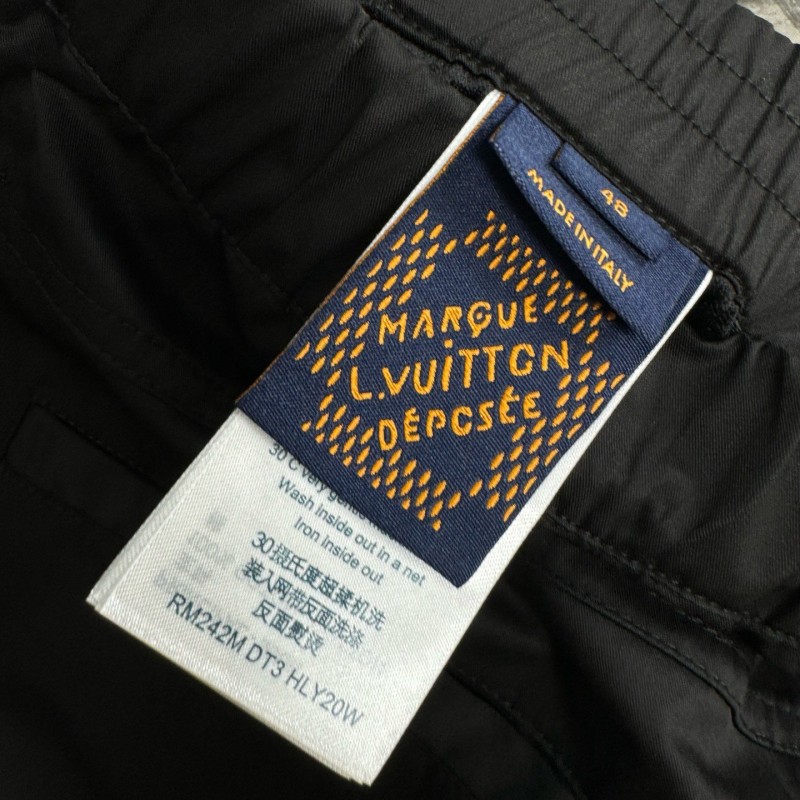 48
MADE IN ITALY
MARQUE
L.VUITTON
DÉPOSÉE
30°C very gentle
Wash inside out in a net
Iron inside out
30摄氏度超柔机洗
装入网带反面洗涤
反面熨烫
RM242M DT3 HLY20W